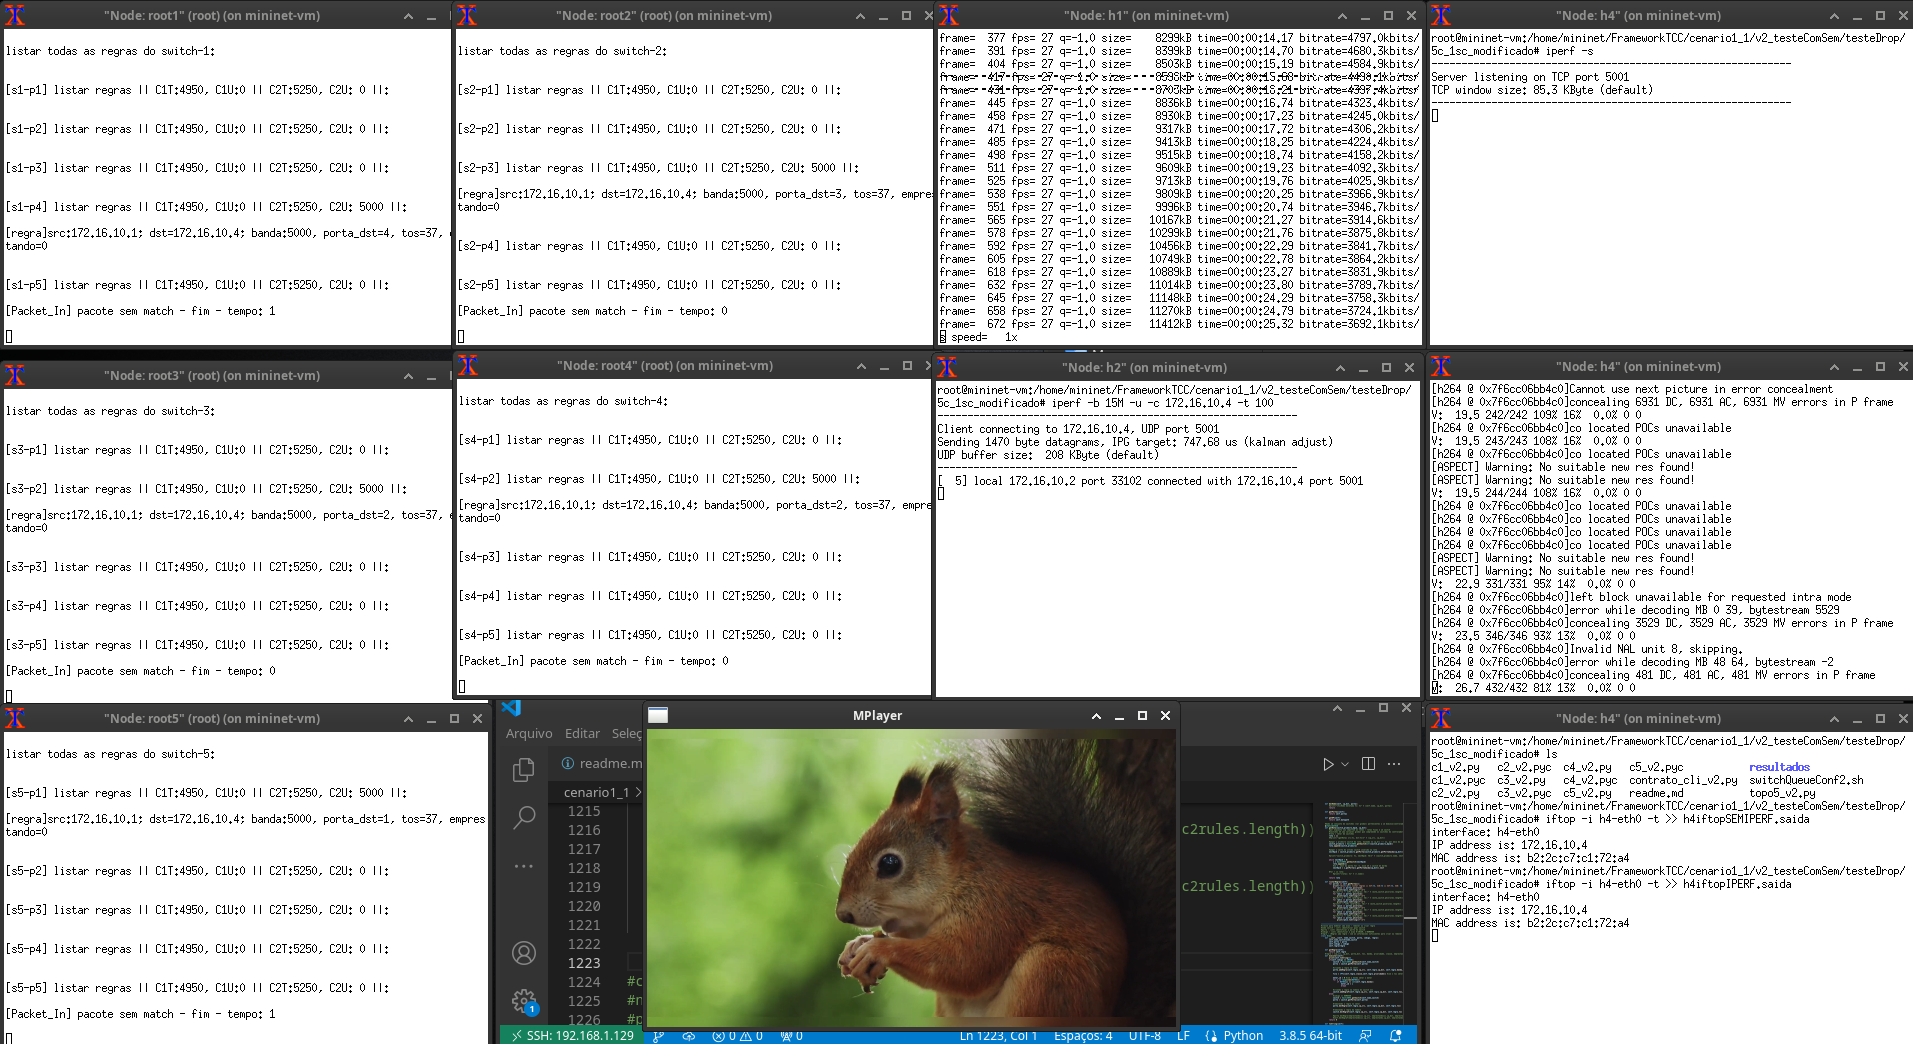 "Node: root1" (root) (on mininet-vm)
listar todas as regras do switch-1:
[s1-p1] listar regras || C1T:4950, C1U:0 || C2T:5250, C2U: 0 ||:
[s1-p2] listar regras || C1T:4950, C1U:0 || C2T:5250, C2U: 0 ||:
[s1-p3] listar regras || C1T:4950, C1U:0 || C2T:5250, C2U: 0 ||:
[s1-p4] listar regras || C1T:4950, C1U:0 || C2T:5250, C2U: 5000 ||:
[regra]src:172.16.10.1; dst=172.16.10.4; banda:5000, porta_dst=4, tos=37,
tando=0
[s1-p5] listar regras || C1T:4950, C1U:0 || C2T:5250, C2U: 0 ||:
[Packet_In] pacote sem match - fim - tempo: 1
"Node: root2" (root) (on mininet-vm)
listar todas as regras do switch-2:
[s2-p1] listar regras || C1T:4950, C1U:0 || C2T:5250, C2U: 0 ||:
[s2-p2] listar regras || C1T:4950, C1U:0 || C2T:5250, C2U: 0 ||:
[s2-p3] listar regras || C1T:4950, C1U:0 || C2T:5250, C2U: 5000 ||:
[regra]src:172.16.10.1; dst=172.16.10.4; banda:5000, porta_dst=3, tos=37, empres
tando=0
[s2-p4] listar regras || C1T:4950, C1U:0 || C2T:5250, C2U: 0 ||:
[s2-p5] listar regras || C1T:4950, C1U:0 || C2T:5250, C2U: 0 ||:
[Packet_In] pacote sem match - fim - tempo: 0
"Node: h1" (on mininet-vm)
frame=  377 fps= 27 q=-1.0 size=    8299kB time=00:00:14.17 bitrate=4797.0kbits/
frame=  391 fps= 27 q=-1.0 size=    8399kB time=00:00:14.70 bitrate=4680.3kbits/
frame=  404 fps= 27 q=-1.0 size=    8503kB time=00:00:15.19 bitrate=4584.9kbits/
frame=  445 fps= 27 q=-1.0 size=    8836kB time=00:00:16.74 bitrate=4323.4kbits/
frame=  458 fps= 27 q=-1.0 size=    8930kB time=00:00:17.23 bitrate=4245.0kbits/
frame=  471 fps= 27 q=-1.0 size=    9317kB time=00:00:17.72 bitrate=4306.2kbits/
frame=  485 fps= 27 q=-1.0 size=    9413kB time=00:00:18.25 bitrate=4224.4kbits/
frame=  498 fps= 27 q=-1.0 size=    9515kB time=00:00:18.74 bitrate=4158.2kbits/
frame=  511 fps= 27 q=-1.0 size=    9609kB time=00:00:19.23 bitrate=4092.3kbits/
frame=  525 fps= 27 q=-1.0 size=    9713kB time=00:00:19.76 bitrate=4025.9kbits/
frame=  538 fps= 27 q=-1.0 size=    9809kB time=00:00:20.25 bitrate=3966.9kbits/
frame=  551 fps= 27 q=-1.0 size=    9996kB time=00:00:20.74 bitrate=3946.7kbits/
frame=  565 fps= 27 q=-1.0 size=   10167kB time=00:00:21.27 bitrate=3914.6kbits/
frame=  578 fps= 27 q=-1.0 size=   10299kB time=00:00:21.76 bitrate=3875.8kbits/
frame=  592 fps= 27 q=-1.0 size=   10456kB time=00:00:22.29 bitrate=3841.7kbits/
frame=  605 fps= 27 q=-1.0 size=   10749kB time=00:00:22.78 bitrate=3864.2kbits/
frame=  618 fps= 27 q=-1.0 size=   10889kB time=00:00:23.27 bitrate=3831.9kbits/
frame=  632 fps= 27 q=-1.0 size=   11014kB time=00:00:23.80 bitrate=3789.7kbits/
frame=  645 fps= 27 q=-1.0 size=   11148kB time=00:00:24.29 bitrate=3758.3kbits/
frame=  658 fps= 27 q=-1.0 size=   11270kB time=00:00:24.79 bitrate=3724.1kbits/
frame=  672 fps= 27 q=-1.0 size=   11412kB time=00:00:25.32 bitrate=3692.1kbits/
s speed=   1x
"Node: h4" (on mininet-vm)
root@mininet-vm:/home/mininet/FrameworkTCC/cenario1_1/v2_testeComSem/testeDrop/
5c_1sc_modificado# iperf -s
------------------------------------------------------------
Server listening on TCP port 5001
TCP window size: 85.3 KByte (default)
------------------------------------------------------------
"Node: root3" (root) (on mininet-vm)
listar todas as regras do switch-3:
[s3-p1] listar regras || C1T:4950, C1U:0 || C2T:5250, C2U: 0 ||:
[s3-p2] listar regras || C1T:4950, C1U:0 || C2T:5250, C2U: 5000 ||:
[regra]src:172.16.10.1; dst=172.16.10.4; banda:5000, porta_dst=2, tos=37,
tando=0
[s3-p3] listar regras || C1T:4950, C1U:0 || C2T:5250, C2U: 0 ||:
[s3-p4] listar regras || C1T:4950, C1U:0 || C2T:5250, C2U: 0 ||:
[s3-p5] listar regras || C1T:4950, C1U:0 || C2T:5250, C2U: 0 ||:
[Packet_In] pacote sem match - fim - tempo: 0
"Node: root4" (root) (on mininet-vm)
listar todas as regras do switch-4:
[s4-p1] listar regras || C1T:4950, C1U:0 || C2T:5250, C2U: 0 ||:
[s4-p2] listar regras || C1T:4950, C1U:0 || C2T:5250, C2U: 5000 ||:
[regra]src:172.16.10.1; dst=172.16.10.4; banda:5000, porta_dst=2, tos=37, empre
tando=0
[s4-p3] listar regras || C1T:4950, C1U:0 || C2T:5250, C2U: 0 ||:
[s4-p4] listar regras || C1T:4950, C1U:0 || C2T:5250, C2U: 0 ||:
[s4-p5] listar regras || C1T:4950, C1U:0 || C2T:5250, C2U: 0 ||:
[Packet_In] pacote sem match - fim - tempo: 0
"Node: h2" (on mininet-vm)
root@mininet-vm:/home/mininet/FrameworkTCC/cenario1_1/v2_testeComSem/testeDrop/
5c_1sc_modificado# iperf -b 15M -u -c 172.16.10.4 -t 100
------------------------------------------------------------
Client connecting to 172.16.10.4, UDP port 5001
Sending 1470 byte datagrams, IPG target: 747.68 us (kalman adjust)
UDP buffer size:  208 KByte (default)
------------------------------------------------------------
[  5] local 172.16.10.2 port 33102 connected with 172.16.10.4 port 5001
"Node: h4" (on mininet-vm)
[h264 @ 0x7f6cc06bb4c0]Cannot use next picture in error concealment
[h264 @ 0x7f6cc06bb4c0]concealing 6931 DC, 6931 AC, 6931 MV errors in P frame
V:  19.5 242/242 109% 16%  0.0% 0 0
[h264 @ 0x7f6cc06bb4c0]co located POCs unavailable
V:  19.5 243/243 108% 16%  0.0% 0 0
[h264 @ 0x7f6cc06bb4c0]co located POCs unavailable
[ASPECT] Warning: No suitable new res found!
[ASPECT] Warning: No suitable new res found!
V:  19.5 244/244 108% 16%  0.0% 0 0
[h264 @ 0x7f6cc06bb4c0]co located POCs unavailable
[h264 @ 0x7f6cc06bb4c0]co located POCs unavailable
[h264 @ 0x7f6cc06bb4c0]co located POCs unavailable
[h264 @ 0x7f6cc06bb4c0]co located POCs unavailable
[ASPECT] Warning: No suitable new res found!
[ASPECT] Warning: No suitable new res found!
V:  22.9 331/331 95% 14%  0.0% 0 0
[h264 @ 0x7f6cc06bb4c0]left block unavailable for requested intra mode
[h264 @ 0x7f6cc06bb4c0]error while decoding MB 0 39, bytestream 5529
[h264 @ 0x7f6cc06bb4c0]concealing 3529 DC, 3529 AC, 3529 MV errors in P frame
V:  23.5 346/346 93% 13%  0.0% 0 0
[h264 @ 0x7f6cc06bb4c0]Invalid NAL unit 8, skipping.
[h264 @ 0x7f6cc06bb4c0]error while decoding MB 48 64, bytestream -2
[h264 @ 0x7f6cc06bb4c0]concealing 481 DC, 481 AC, 481 MV errors in P frame
V:  26.7 432/432 81% 13%  0.0% 0 0
"Node: root5" (root) (on mininet-vm)
listar todas as regras do switch-5:
[s5-p1] listar regras || C1T:4950, C1U:0 || C2T:5250, C2U: 5000 ||:
[regra]src:172.16.10.1; dst=172.16.10.4; banda:5000, porta_dst=1, tos=37, empres
tando=0
[s5-p2] listar regras || C1T:4950, C1U:0 || C2T:5250, C2U: 0 ||:
[s5-p3] listar regras || C1T:4950, C1U:0 || C2T:5250, C2U: 0 ||:
[s5-p4] listar regras || C1T:4950, C1U:0 || C2T:5250, C2U: 0 ||:
[s5-p5] listar regras || C1T:4950, C1U:0 || C2T:5250, C2U: 0 ||:
[Packet_In] pacote sem match - fim - tempo: 1
MPlayer
Arquivo Editar Seleç
readme.m
cenario1_1 >
1215
1216 c2rules.length))
1217
1218
1219 c2rules.length))
1220
1221
1222
1223
1224 #c
1225 #n
1226 #p
1
SSH: 192.168.1.129 0 0 0 Ln 1223, Col 1 Espaços: 4 UTF-8 LF Python 3.8.5 64-bit
"Node: h4" (on mininet-vm)
root@mininet-vm:/home/mininet/FrameworkTCC/cenario1_1/v2_testeComSem/testeDrop/
5c_1sc_modificado# ls
c1_v2.py   c2_v2.pyc  c4_v2.py   c5_v2.pyc           resultados
c1_v2.pyc  c3_v2.py   c4_v2.pyc  contrato_cli_v2.py  switchQueueConf2.sh
c2_v2.py   c3_v2.pyc  c5_v2.py   readme.md           topo5_v2.py
root@mininet-vm:/home/mininet/FrameworkTCC/cenario1_1/v2_testeComSem/testeDrop/
5c_1sc_modificado# iftop -i h4-eth0 -t >> h4iftopSEMIPERF.saida
interface: h4-eth0
IP address is: 172.16.10.4
MAC address is: b2:2c:c7:c1:72:a4
root@mininet-vm:/home/mininet/FrameworkTCC/cenario1_1/v2_testeComSem/testeDrop/
5c_1sc_modificado# iftop -i h4-eth0 -t >> h4iftopIPERF.saida
interface: h4-eth0
IP address is: 172.16.10.4
MAC address is: b2:2c:c7:c1:72:a4